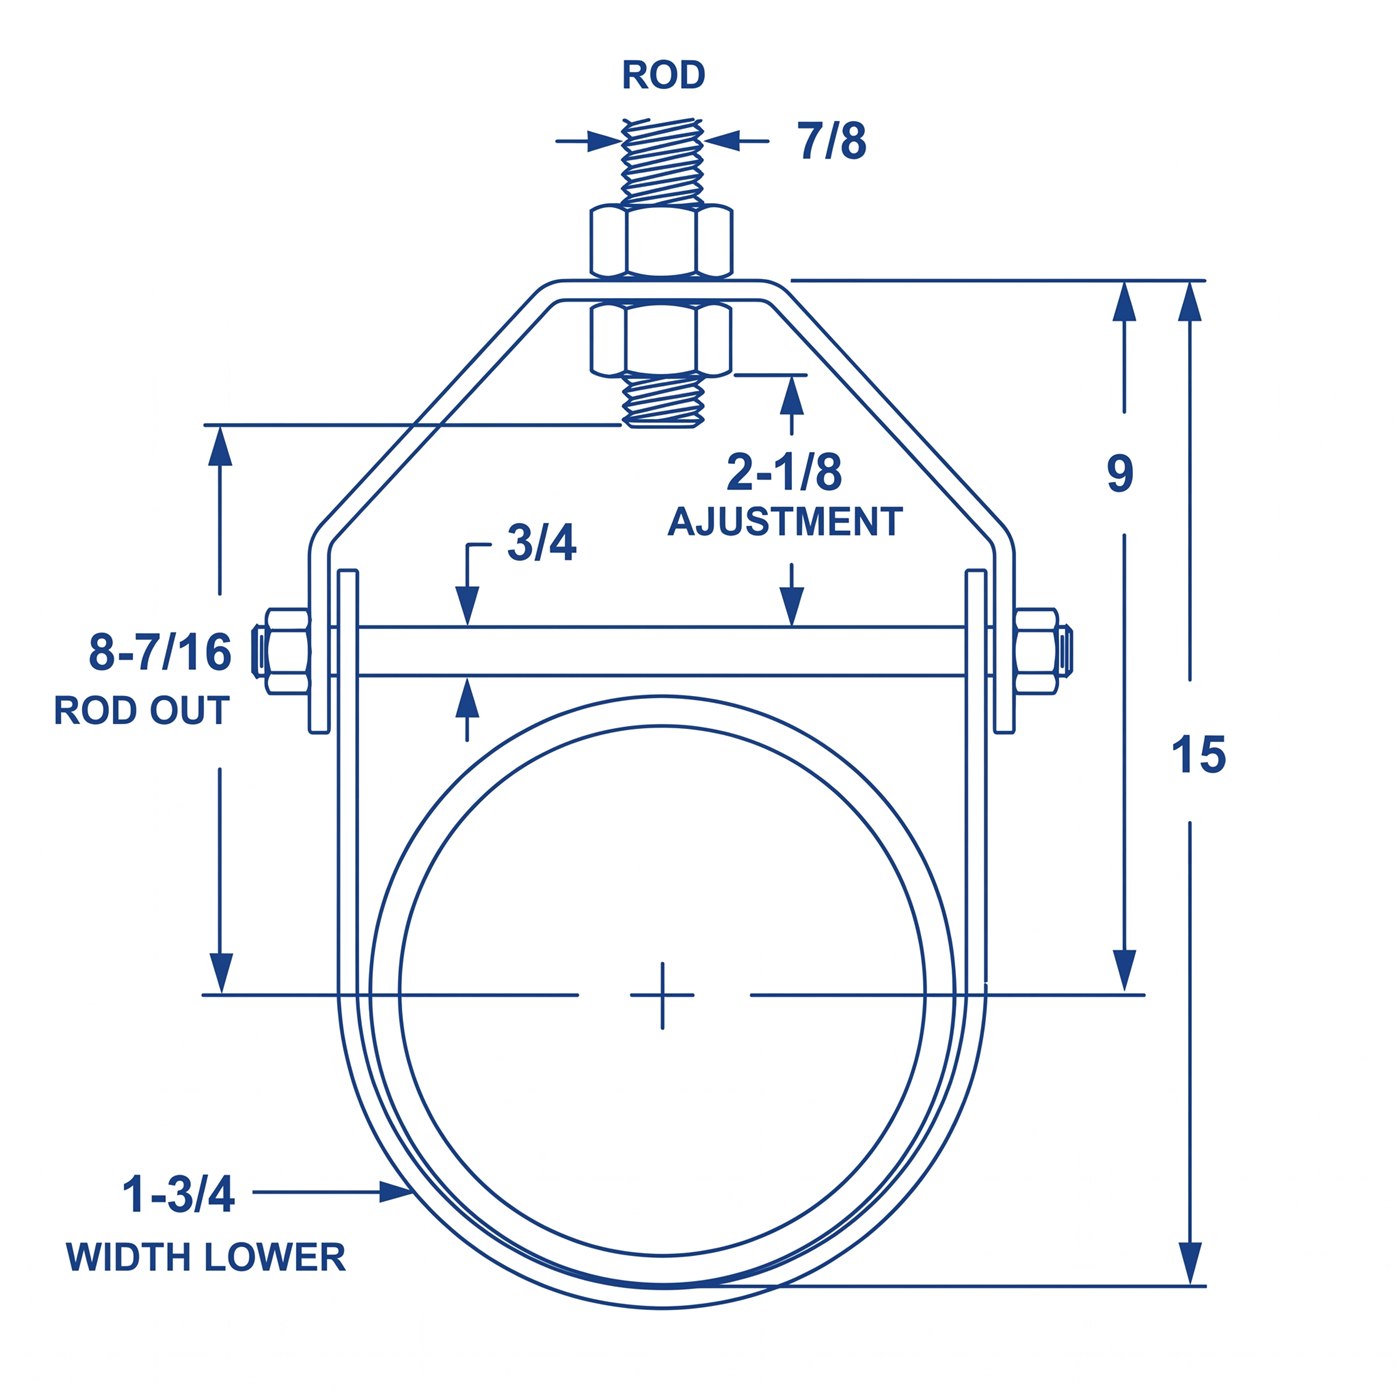 ROD
7/8
9
2-1/8
AJUSTMENT
3/4
8-7/16
ROD OUT
15
1-3/4
WIDTH LOWER